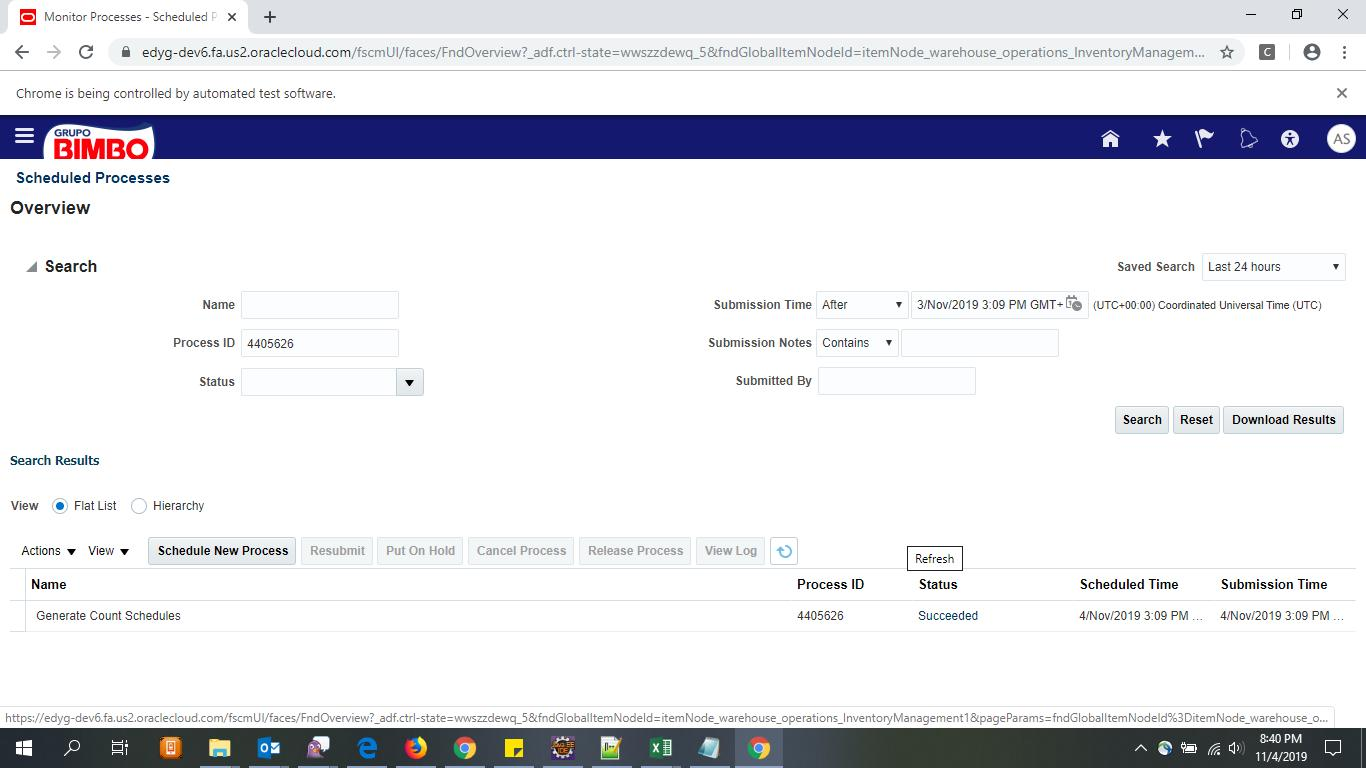 Monitor Processes - Scheduled P
edyg-dev6.fa.us2.oraclecloud.com/fscmUI/faces/FndOverview?_adf.ctrl-state=wwszzdewq_5&fndGlobalItemNodeId=itemNode_warehouse_operations_InventoryManagem...
Chrome is being controlled by automated test software.
GRUPO
BIMBO
AS
Scheduled Processes
Overview
Search
Saved Search Last 24 hours
Name
Submission Time After 3/Nov/2019 3:09 PM GMT+ (UTC+00:00) Coordinated Universal Time (UTC)
Process ID 4405626
Submission Notes Contains
Status
Submitted By
Search Reset Download Results
Search Results
View Flat List Hierarchy
Actions View Schedule New Process Resubmit Put On Hold Cancel Process Release Process View Log
Refresh
Name Process ID Status Scheduled Time Submission Time
Generate Count Schedules 4405626 Succeeded 4/Nov/2019 3:09 PM ... 4/Nov/2019 3:09 PM ...
https://edyg-dev6.fa.us2.oraclecloud.com/fscmUI/faces/FndOverview?_adf.ctrl-state=wwszzdewq_5&fndGlobalItemNodeId=itemNode_warehouse_operations_InventoryManagement1&pageParams=fndGlobalItemNodeId%3DitemNode_warehouse_o...
8:40 PM
11/4/2019